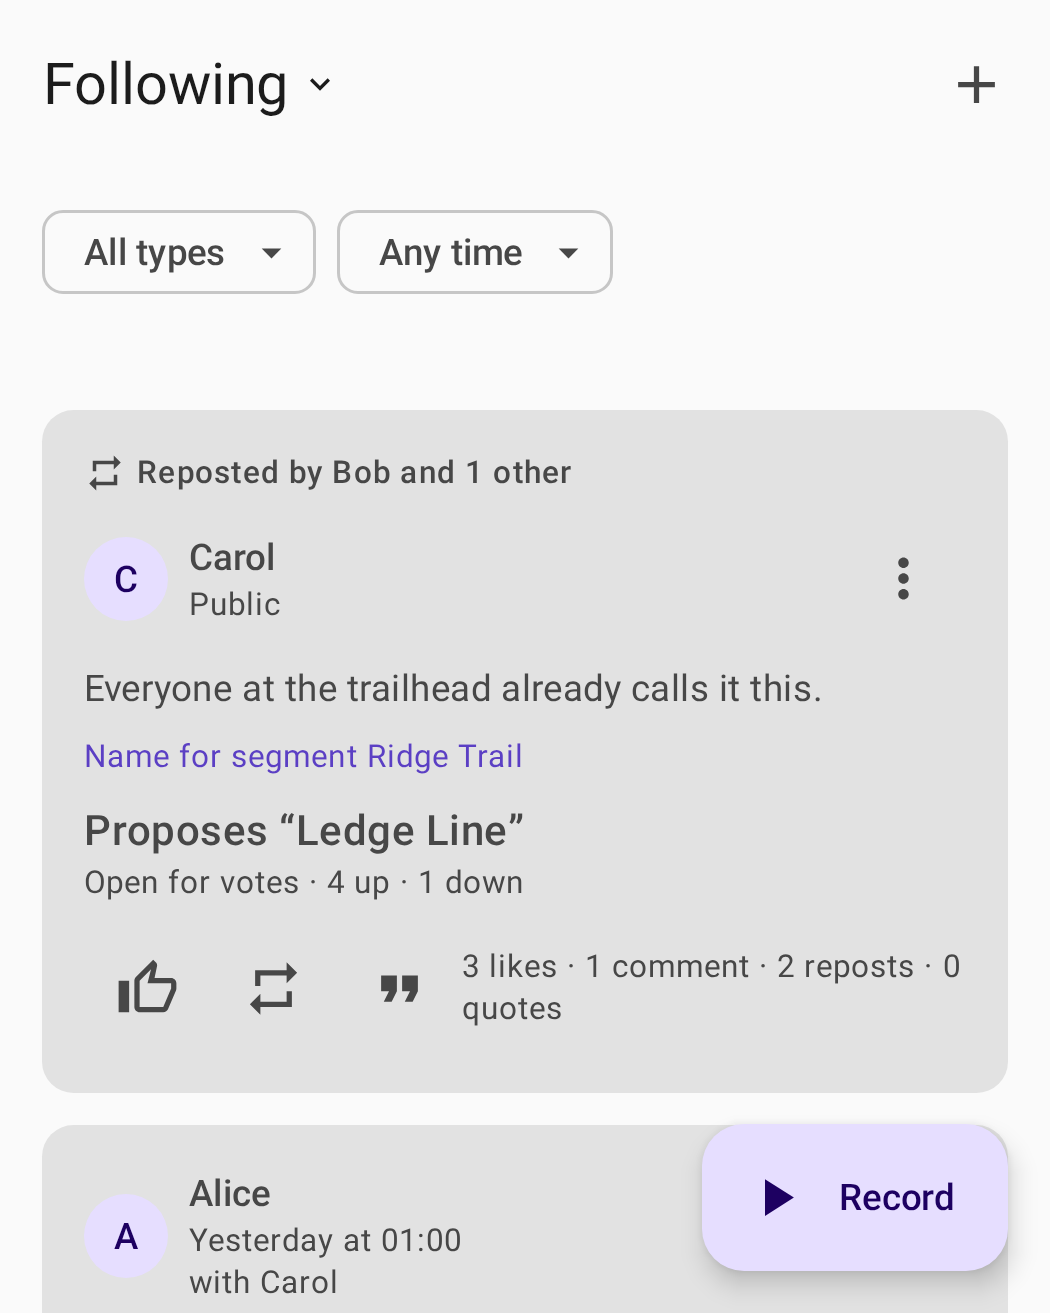 Following
All types
Any time
Reposted by Bob and 1 other
C
Carol
Public
Everyone at the trailhead already calls it this.
Name for segment Ridge Trail
Proposes “Ledge Line”
Open for votes · 4 up · 1 down
3 likes · 1 comment · 2 reposts · 0
quotes
A
Alice
Yesterday at 01:00
with Carol
Record